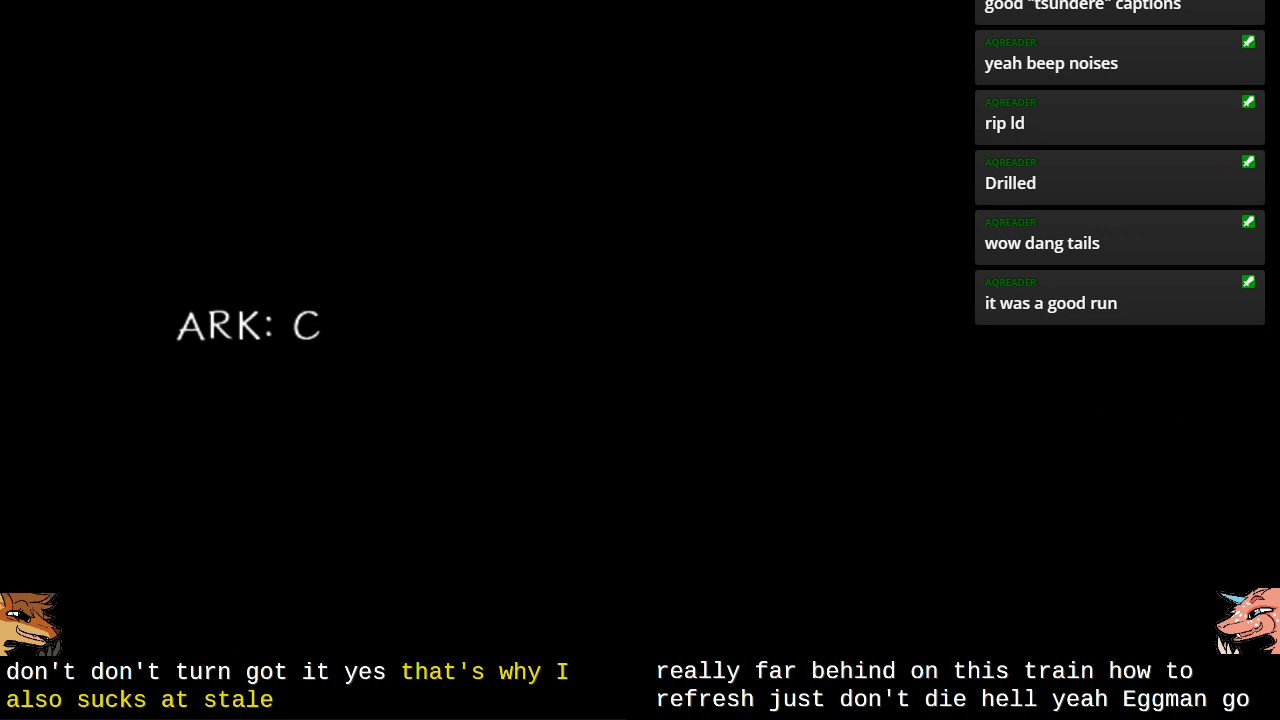 good "tsundere" captions
AQREADER
yeah beep noises
AQREADER
rip ld
AQREADER
Drilled
AQREADER
wow dang tails
AQREADER
it was a good run
ARK: C
don't don't turn got it yes that's why I
also sucks at stale
really far behind on this train how to
refresh just don't die hell yeah Eggman go